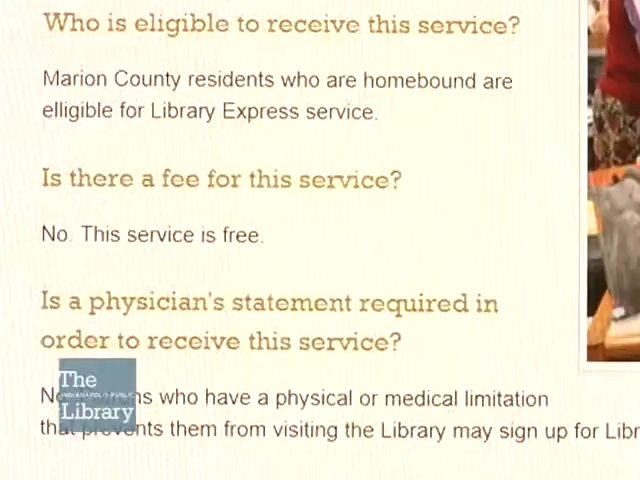 Who is eligible to receive this service?
Marion County residents who are homebound are
elligible for Library Express service.
Is there a fee for this service?
No. This service is free.
Is a physician's statement required in
order to receive this service?
who have a physical or medical limitation
that prevents them from visiting the Library may sign up for
The
INDIANAPOLIS PUBLIC
Library